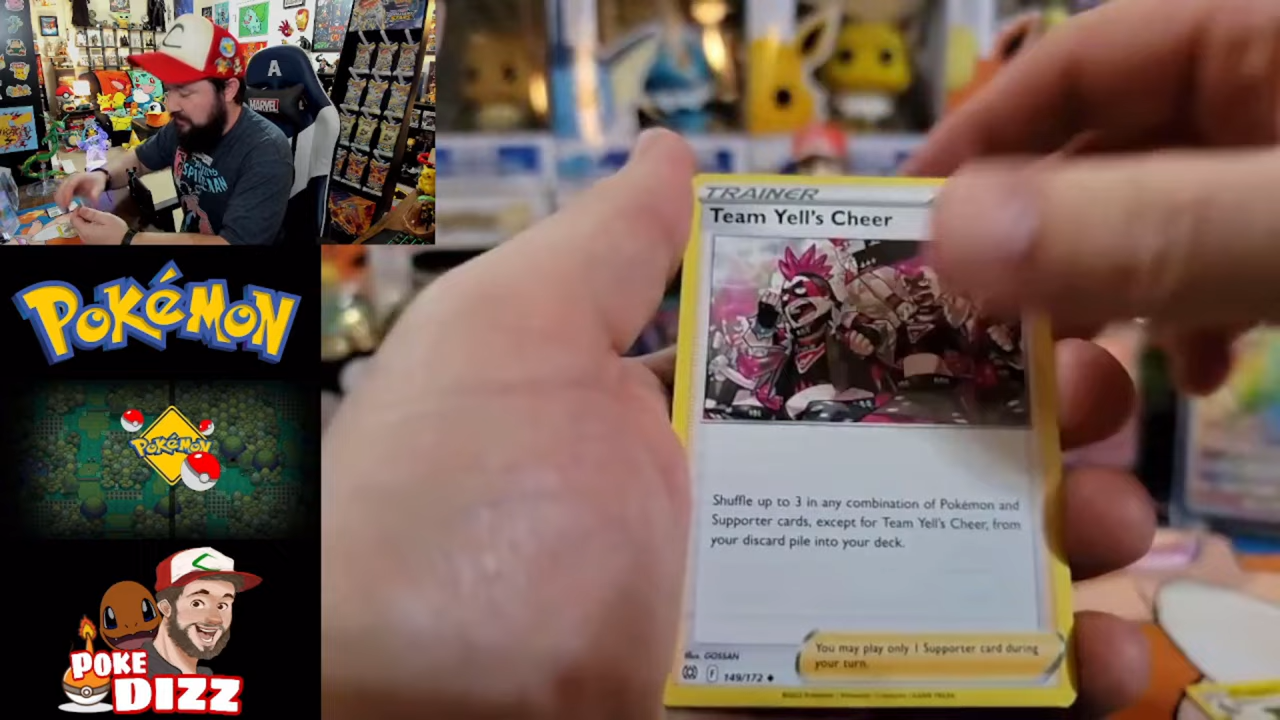 A
MARVEL
POKéMON
POKéMON
POKE
DIZZ
TRAINER
Team Yell's Cheer
Shuffle up to 3 in any combination of Pokémon and
Supporter cards, except for Team Yell's Cheer, from
your discard pile into your deck.
You may play only 1 Supporter card during
your turn.
Illus. GOSSAN
F 149/172